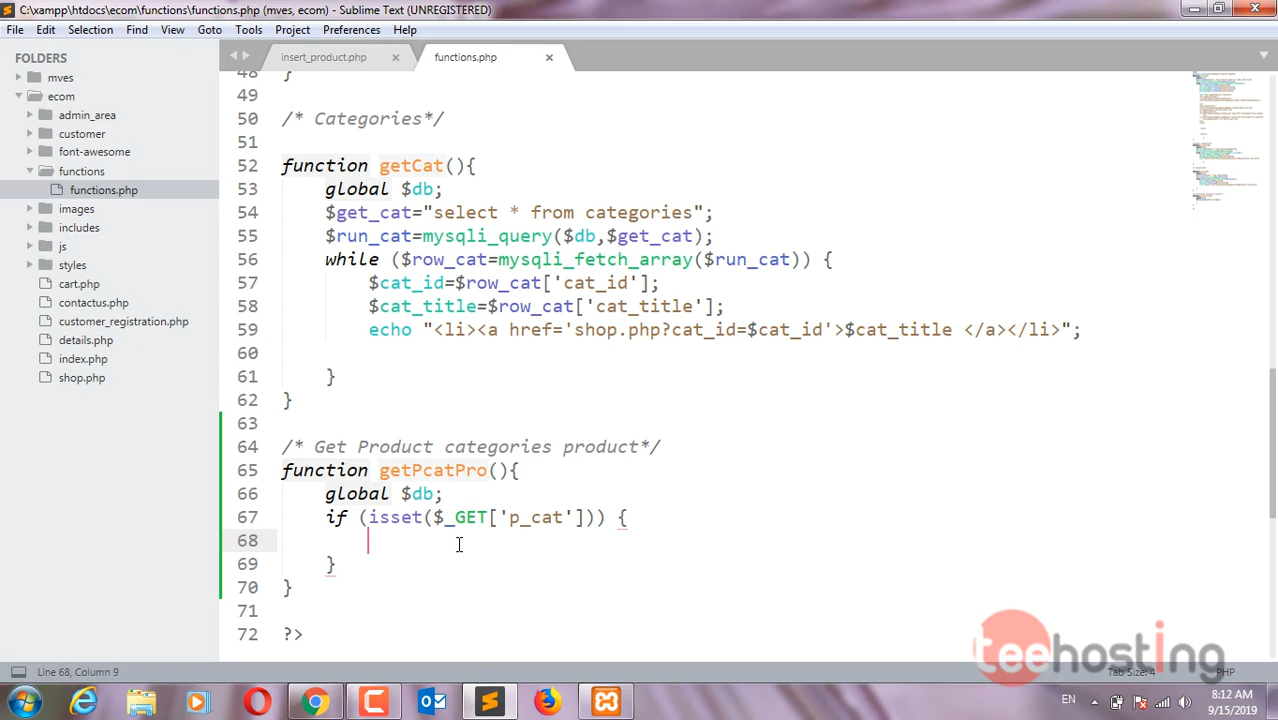 C:\xampp\htdocs\ecom\functions\functions.php (mves, ecom) - Sublime Text (UNREGISTERED)
File Edit Selection Find View Goto Tools Project Preferences Help
FOLDERS
mves
ecom
admin_area
customer
font-awesome
functions
functions.php
images
includes
js
styles
cart.php
contactus.php
customer_registration.php
details.php
index.php
shop.php
insert_product.php
functions.php
48 }
49
50 /* Categories*/
51
52 function getCat(){
53 global $db;
54 $get_cat="select * from categories";
55 $run_cat=mysqli_query($db,$get_cat);
56 while ($row_cat=mysqli_fetch_array($run_cat)) {
57 $cat_id=$row_cat['cat_id'];
58 $cat_title=$row_cat['cat_title'];
59 echo "<li><a href='shop.php?cat_id=$cat_id'>$cat_title </a></li>";
60
61 }
62 }
63
64 /* Get Product categories product*/
65 function getPcatPro(){
66 global $db;
67 if (isset($_GET['p_cat'])) {
68
69 }
70 }
71
72 ?>
teehosting
Line 68, Column 9
Tab Size: 4
PHP
EN
8:12 AM
9/15/2019